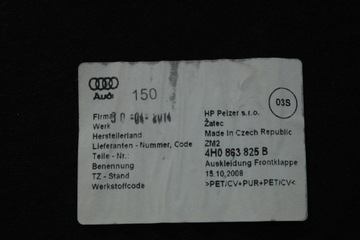 Audi 150
03S
Firma HP Pelzer s.r.o.
Werk Žatec
Herstellerland Made in Czech Republic
Lieferanten - Nummer, Code ZM2
Teile - Nr.: 4H0 863 825 B
Benennung Auskleidung Frontklappe
TZ - Stand 15.10.2008
Werkstoffcode >PET/CV+PUR+PET/CV<